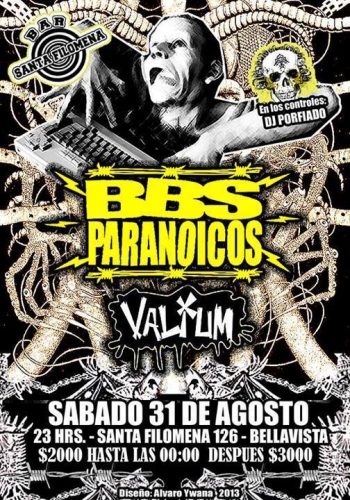 BAR
SANTA FILOMENA
En los controles:
DJ PORFIADO
BBS
PARANOICOS
VALIUM
SABADO 31 DE AGOSTO
23 HRS. - SANTA FILOMENA 126 - BELLAVISTA
$2000 HASTA LAS 00:00 DESPUES $3000
Diseño: Alvaro Ywana - 2013